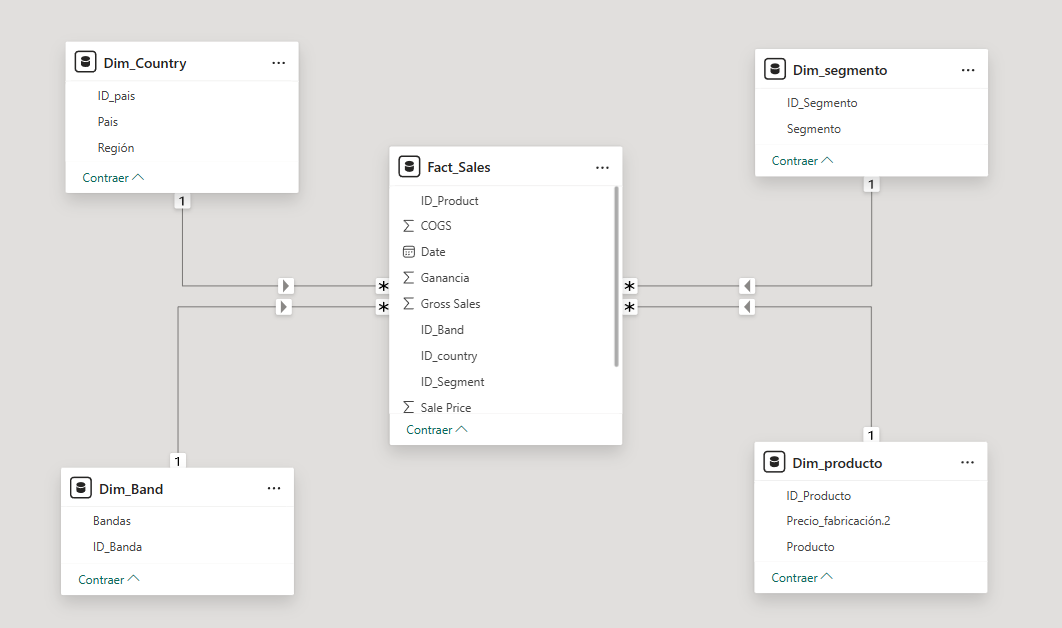 Dim_Country
ID_pais
Pais
Región
Contraer
1
Dim_segmento
ID_Segmento
Segmento
Contraer
1
Fact_Sales
ID_Product
COGS
Date
Ganancia
Gross Sales
ID_Band
ID_country
ID_Segment
Sale Price
Contraer
*
*
*
*
1
Dim_Band
Bandas
ID_Banda
Contraer
1
Dim_producto
ID_Producto
Precio_fabricación.2
Producto
Contraer